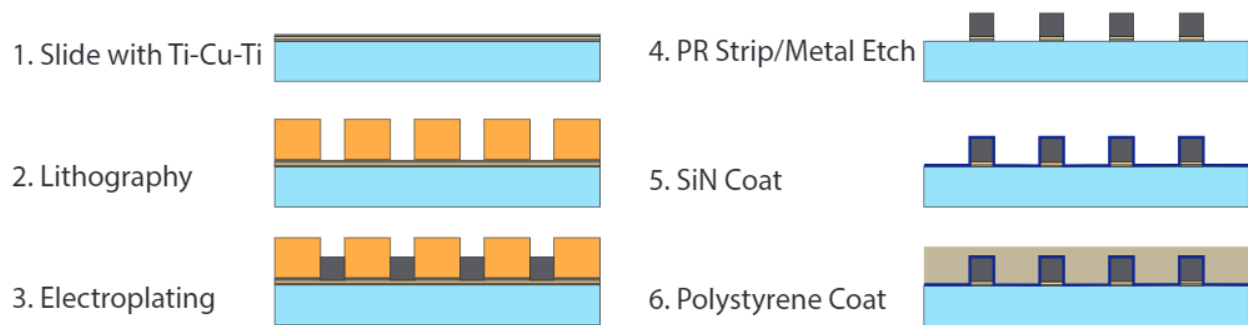 1. Slide with Ti-Cu-Ti
2. Lithography
3. Electroplating
4. PR Strip/Metal Etch
5. SiN Coat
6. Polystyrene Coat